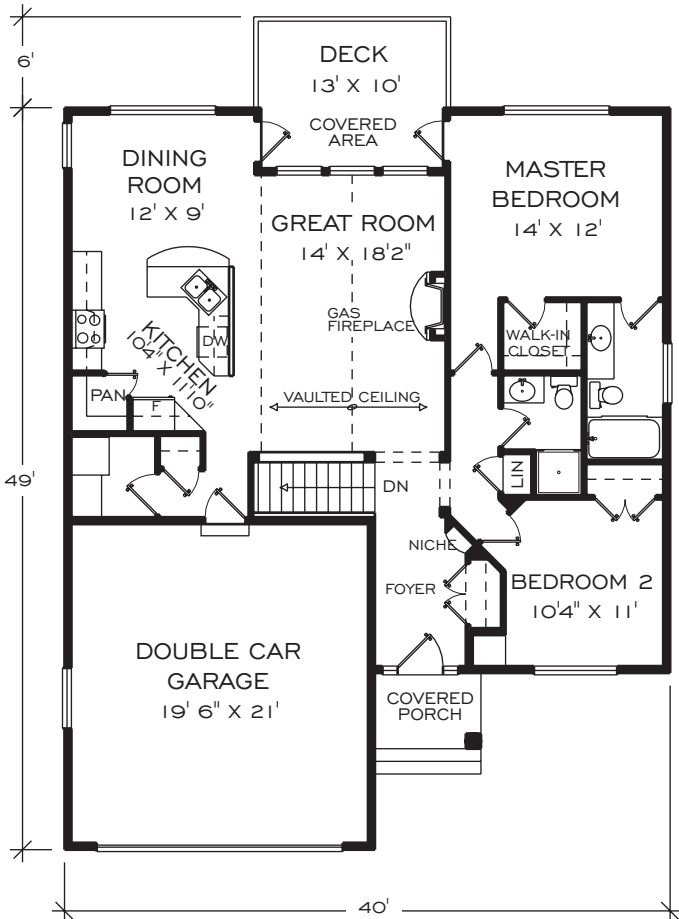 6'
DECK
13' X 10'
COVERED
AREA
DINING
ROOM
12' X 9'
MASTER
BEDROOM
14' X 12'
GREAT ROOM
14' X 18'2"
GAS
FIREPLACE
WALK-IN
CLOSET
KITCHEN
10'4" X 11'10"
DW
PAN
F
VAULTED CEILING
LIN
49'
DN
NICHE
FOYER
BEDROOM 2
10'4" X 11'
DOUBLE CAR
GARAGE
19' 6" X 21'
COVERED
PORCH
40'